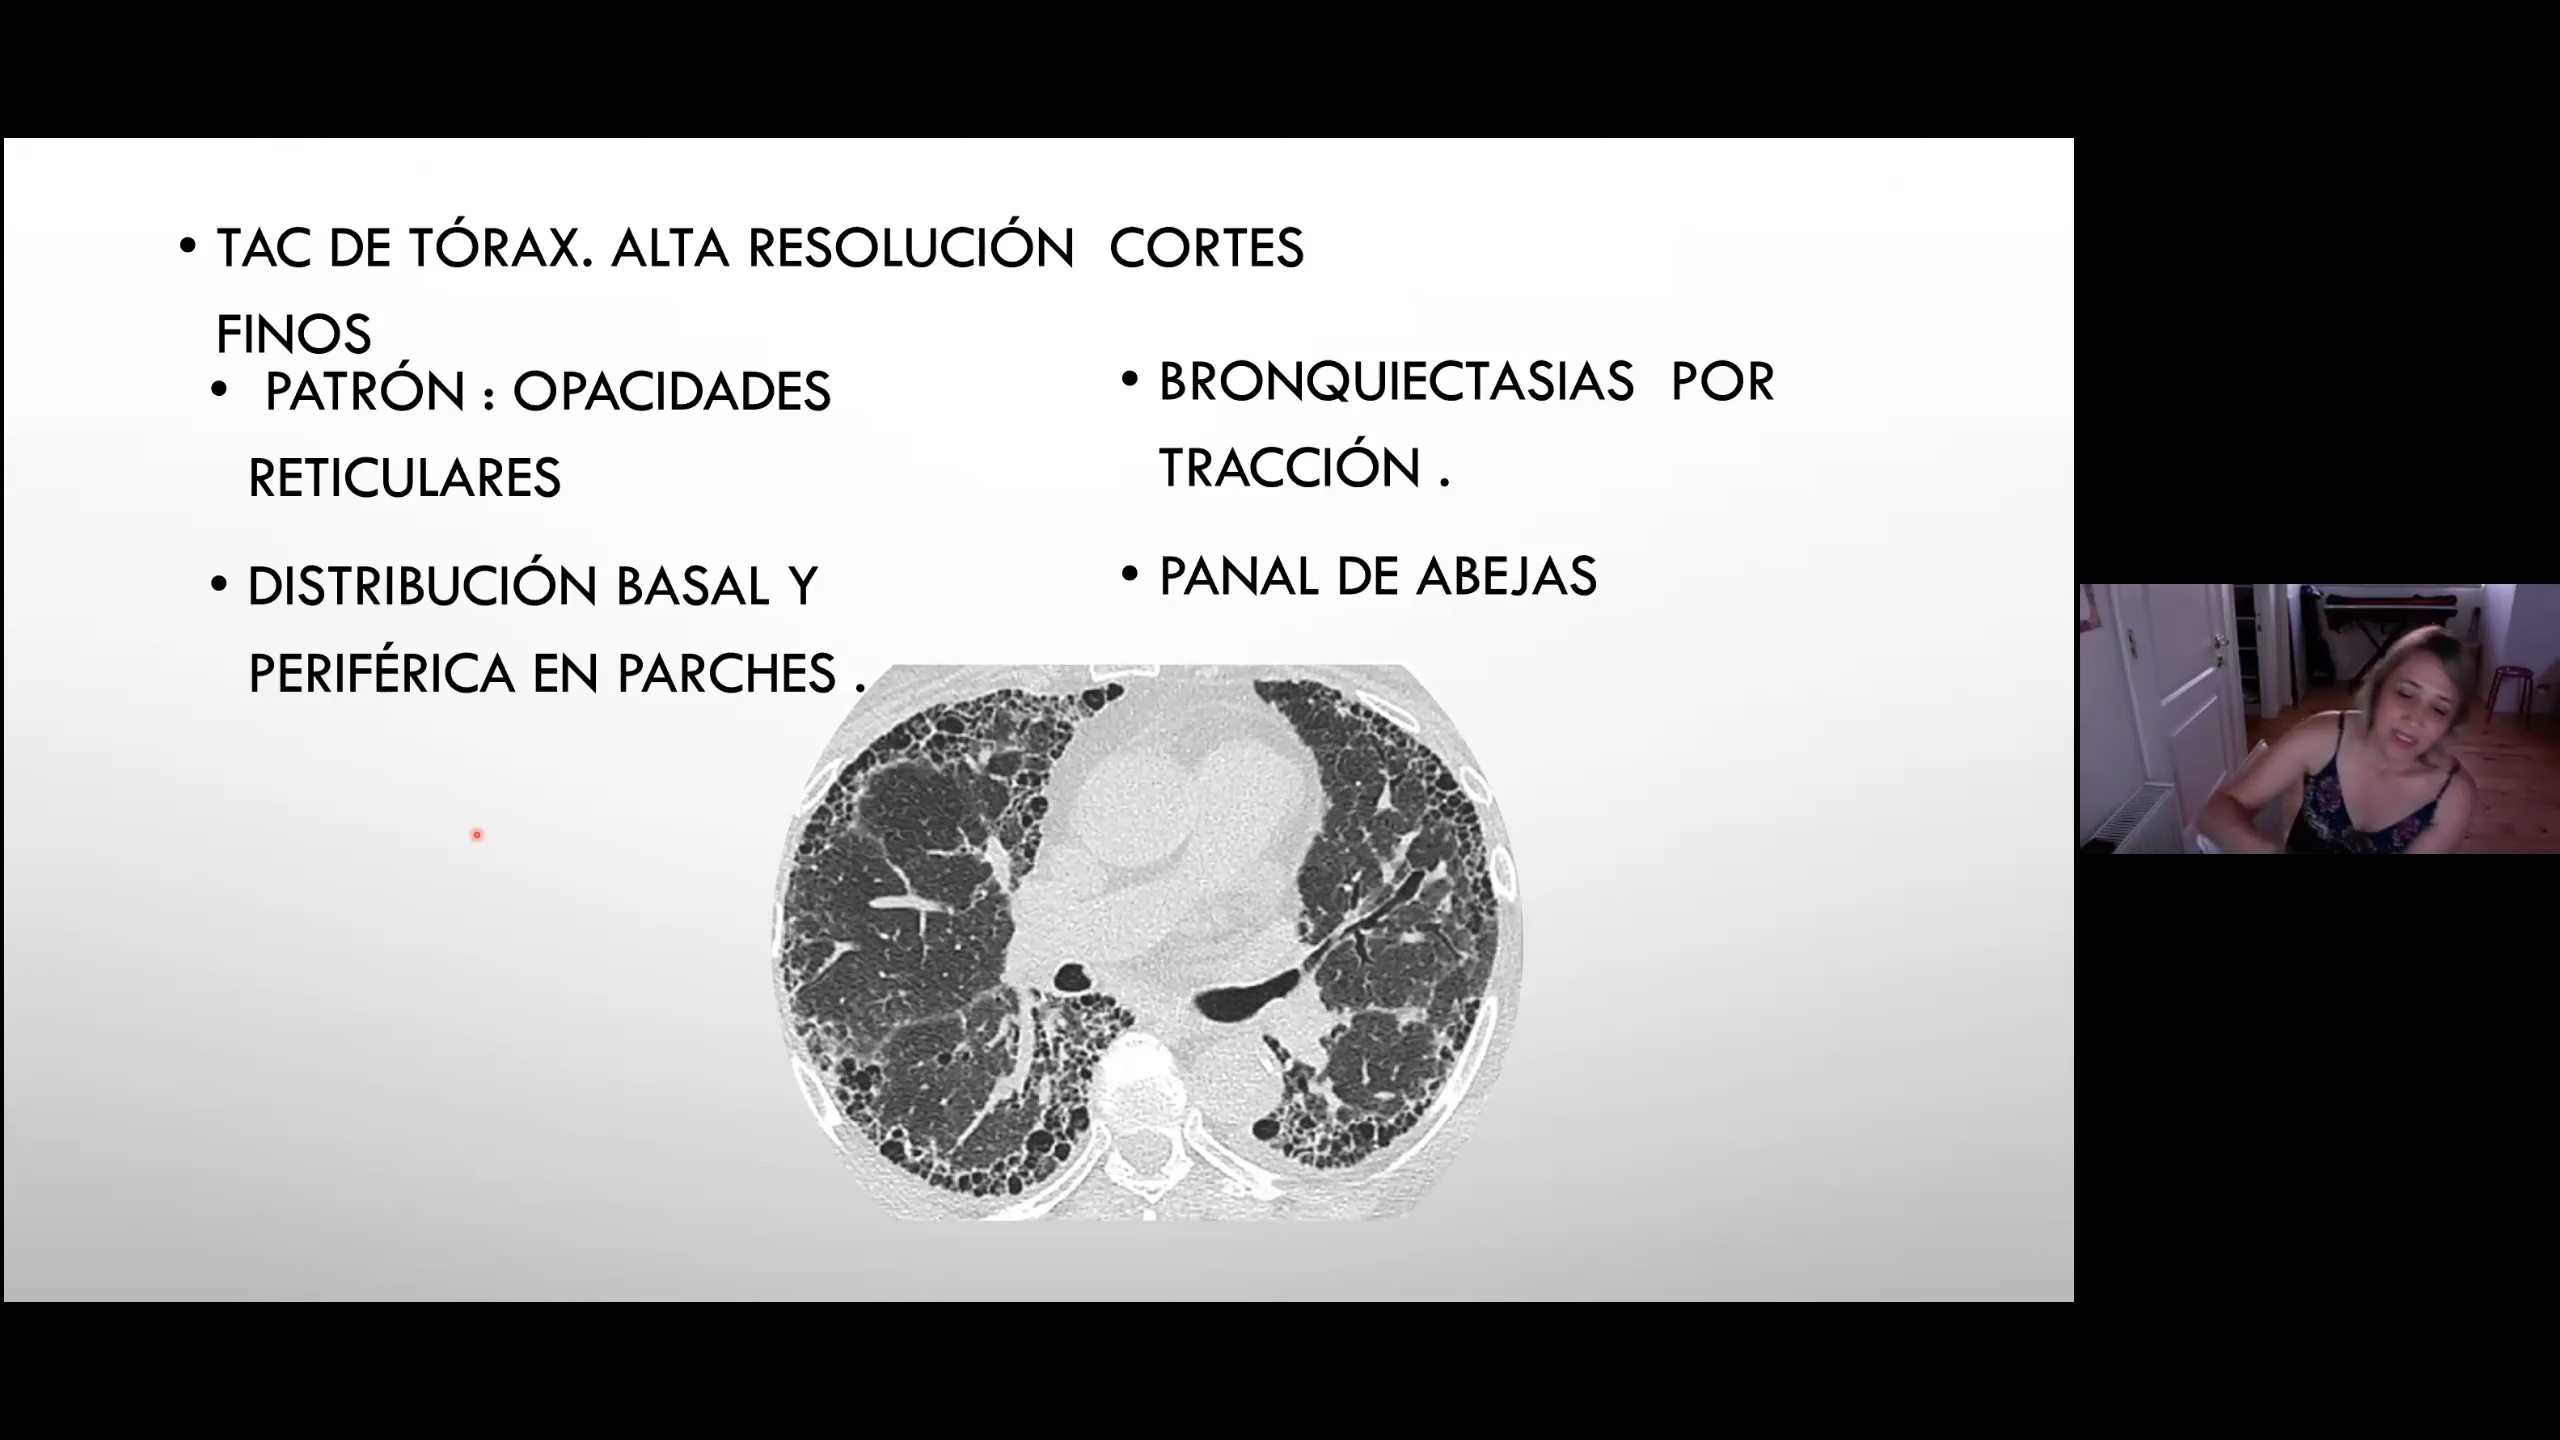 • TAC DE TÓRAX. ALTA RESOLUCIÓN CORTES
FINOS
• PATRÓN : OPACIDADES
RETICULARES
• DISTRIBUCIÓN BASAL Y
PERIFÉRICA EN PARCHES .
• BRONQUIECTASIAS POR
TRACCIÓN .
• PANAL DE ABEJAS